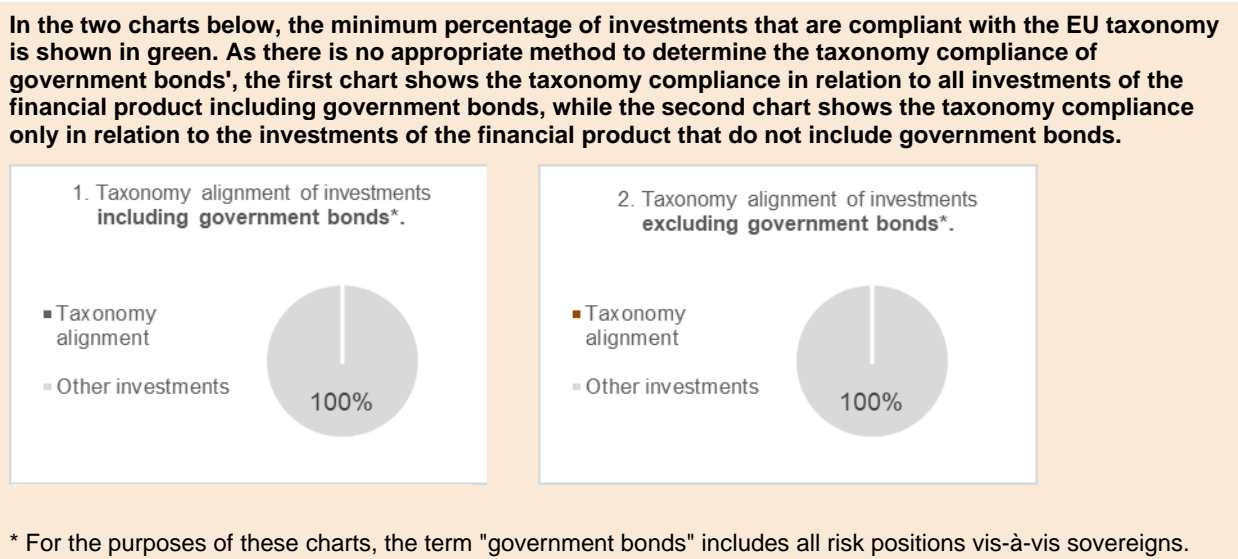 In the two charts below, the minimum percentage of investments that are compliant with the EU taxonomy
is shown in green. As there is no appropriate method to determine the taxonomy compliance of
government bonds', the first chart shows the taxonomy compliance in relation to all investments of the
financial product including government bonds, while the second chart shows the taxonomy compliance
only in relation to the investments of the financial product that do not include government bonds.
1. Taxonomy alignment of investments
including government bonds*.
Taxonomy
alignment
Other investments
100%
2. Taxonomy alignment of investments
excluding government bonds*.
Taxonomy
alignment
Other investments
100%
* For the purposes of these charts, the term "government bonds" includes all risk positions vis-à-vis sovereigns.